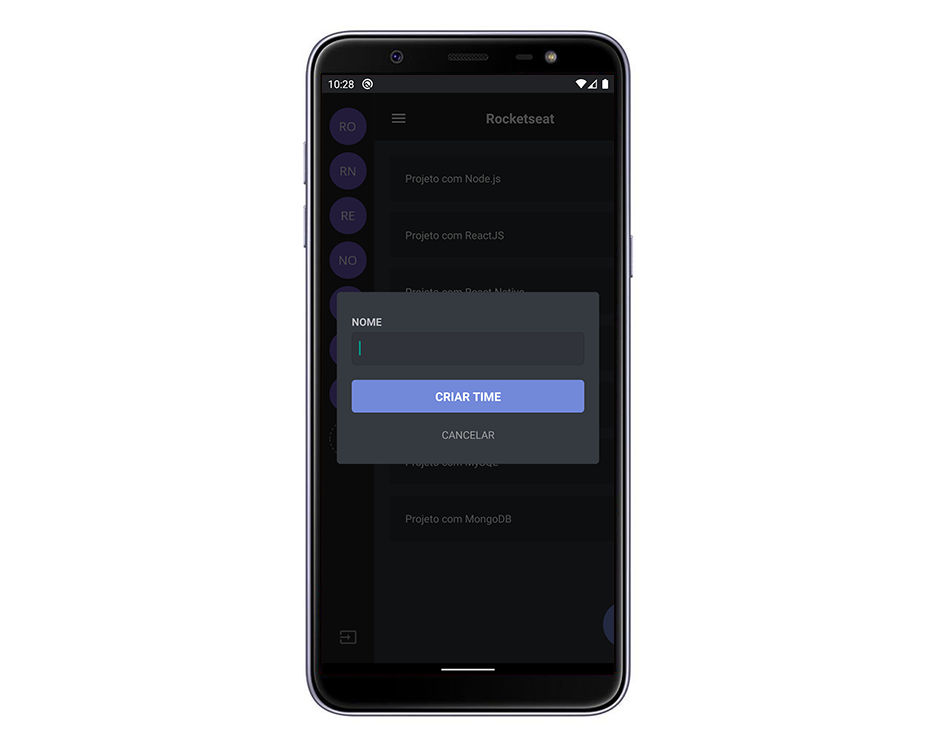 10:28
RO
Rocketseat
RN
Projeto com Node.js
RE
Projeto com ReactJS
NO
Projeto com React Native
NOME
CRIAR TIME
CANCELAR
Projeto com MySQL
Projeto com MongoDB